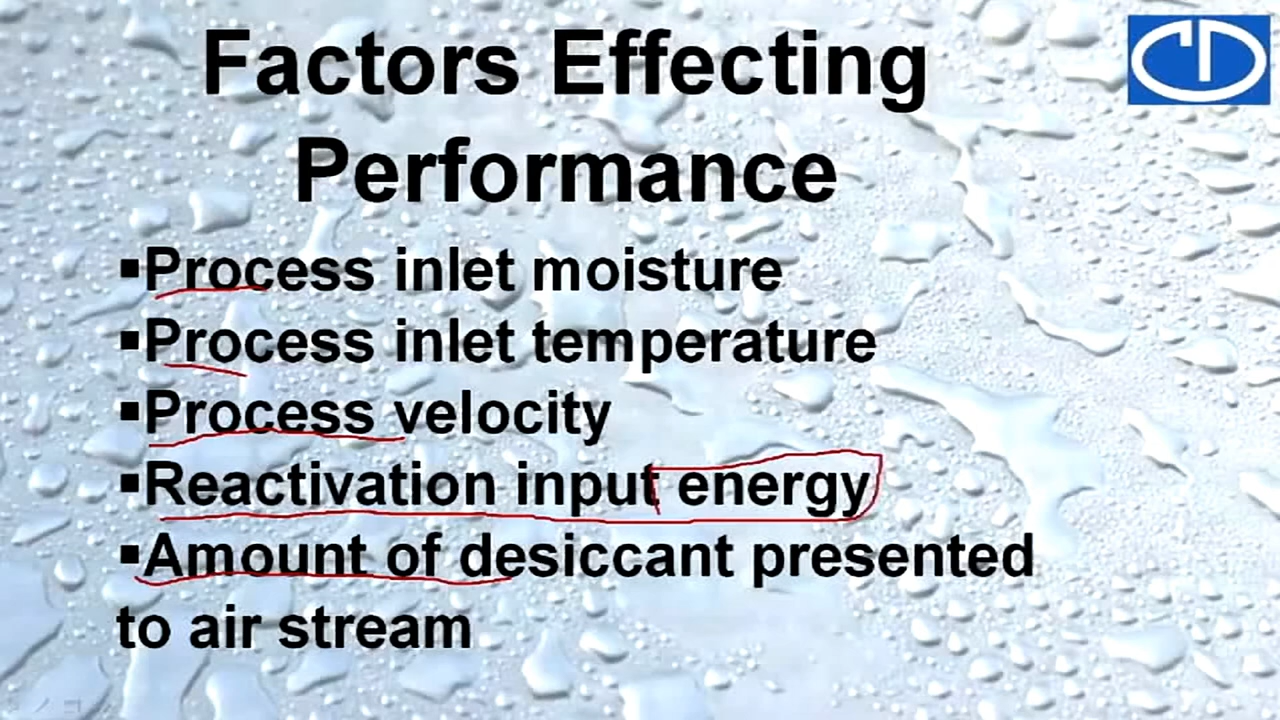 Factors Effecting
Performance
▪Process inlet moisture
▪Process inlet temperature
▪Process velocity
▪Reactivation input energy
▪Amount of desiccant presented
to air stream